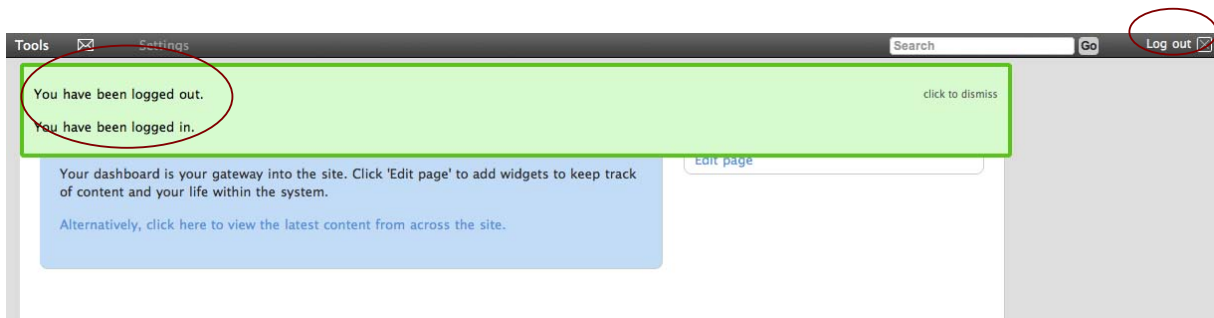 Tools Settings Search Go Log out
You have been logged out. click to dismiss
You have been logged in.
Edit page
Your dashboard is your gateway into the site. Click 'Edit page' to add widgets to keep track
of content and your life within the system.
Alternatively, click here to view the latest content from across the site.